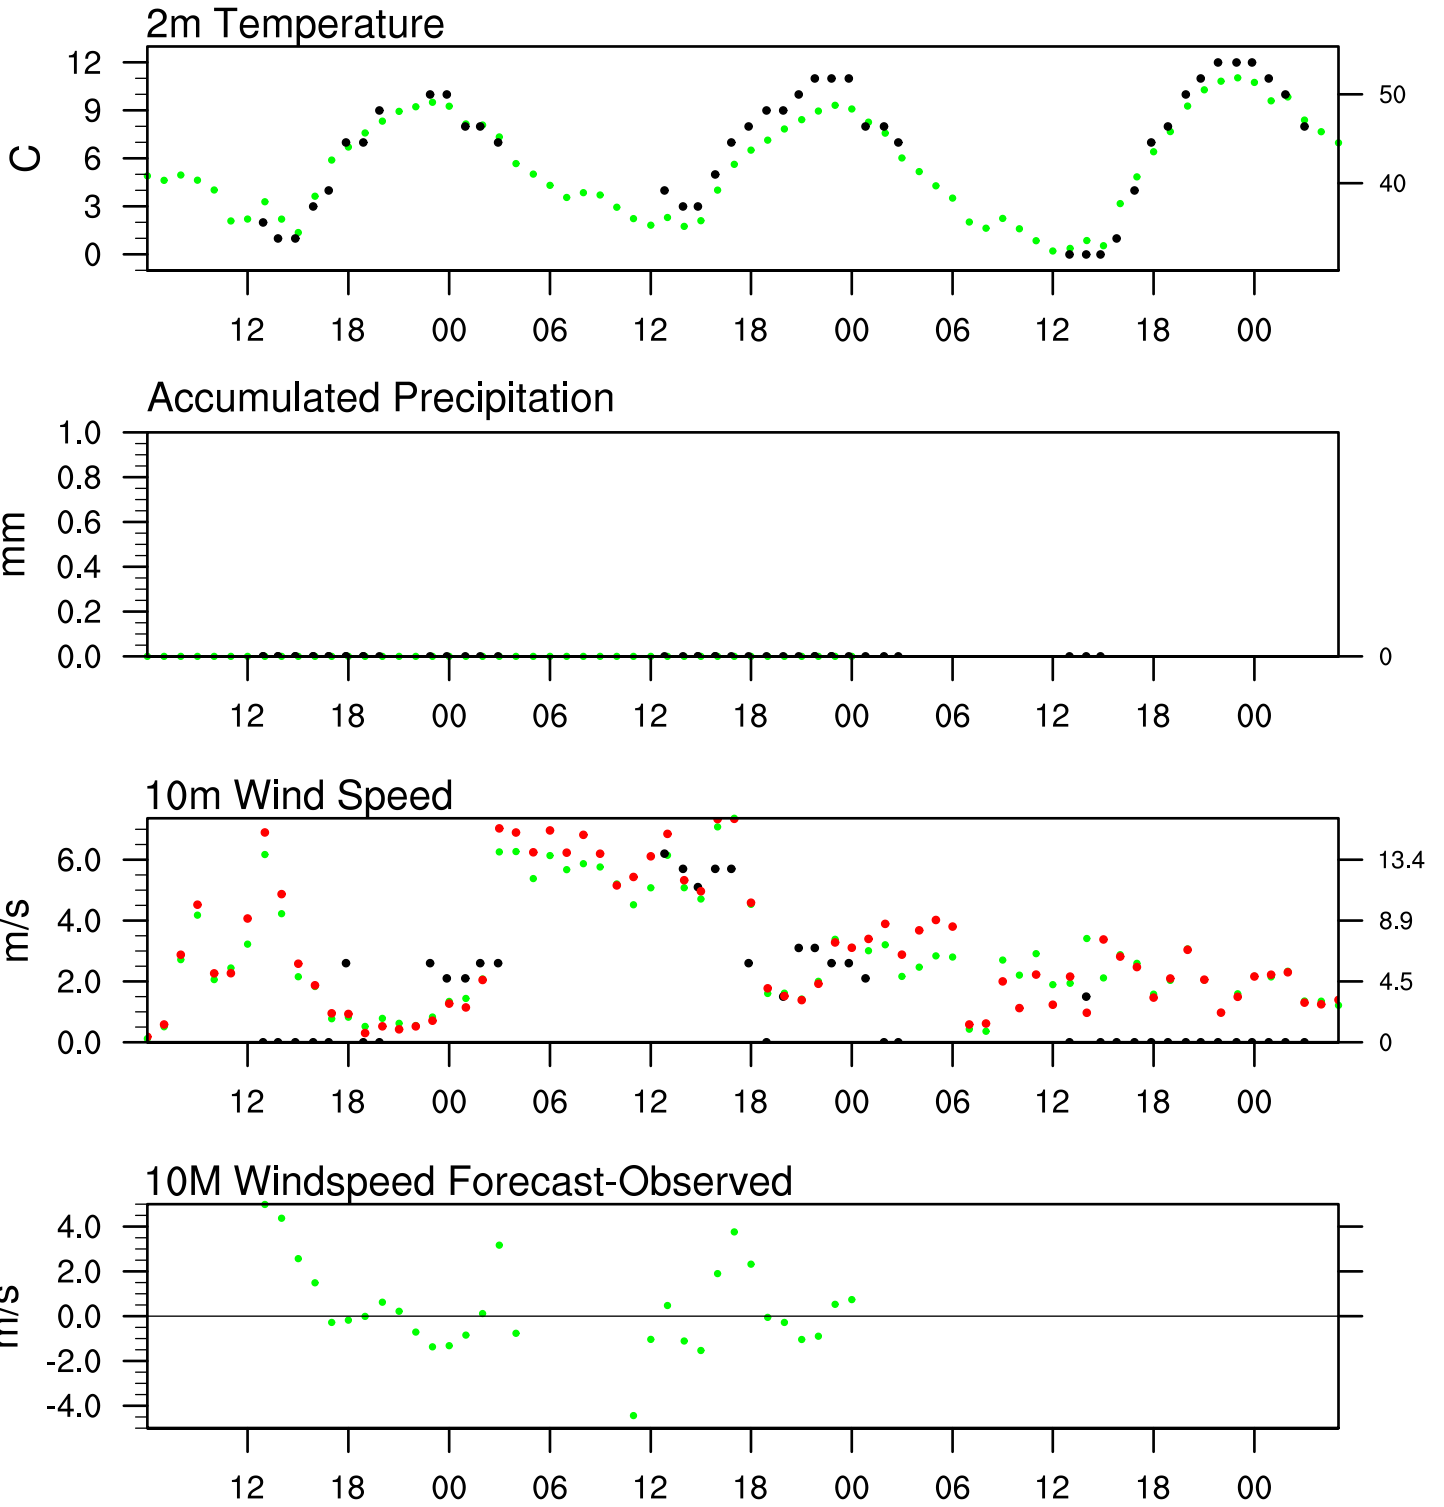 2m Temperature
12
9
6
3
0
C
50
40
12 18 00 06 12 18 00 06 12 18 00
Accumulated Precipitation
1.0
0.8
0.6
0.4
0.2
0.0
mm
0
12 18 00 06 12 18 00 06 12 18 00
10m Wind Speed
6.0
4.0
2.0
0.0
m/s
13.4
8.9
4.5
0
12 18 00 06 12 18 00 06 12 18 00
10M Windspeed Forecast-Observed
4.0
2.0
0.0
-2.0
-4.0
m/s
12 18 00 06 12 18 00 06 12 18 00